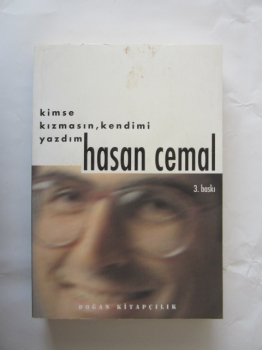 kimse
kızmasın, kendimi
yazdım
hasan cemal
3. baskı
DOĞAN KİTAPÇILIK